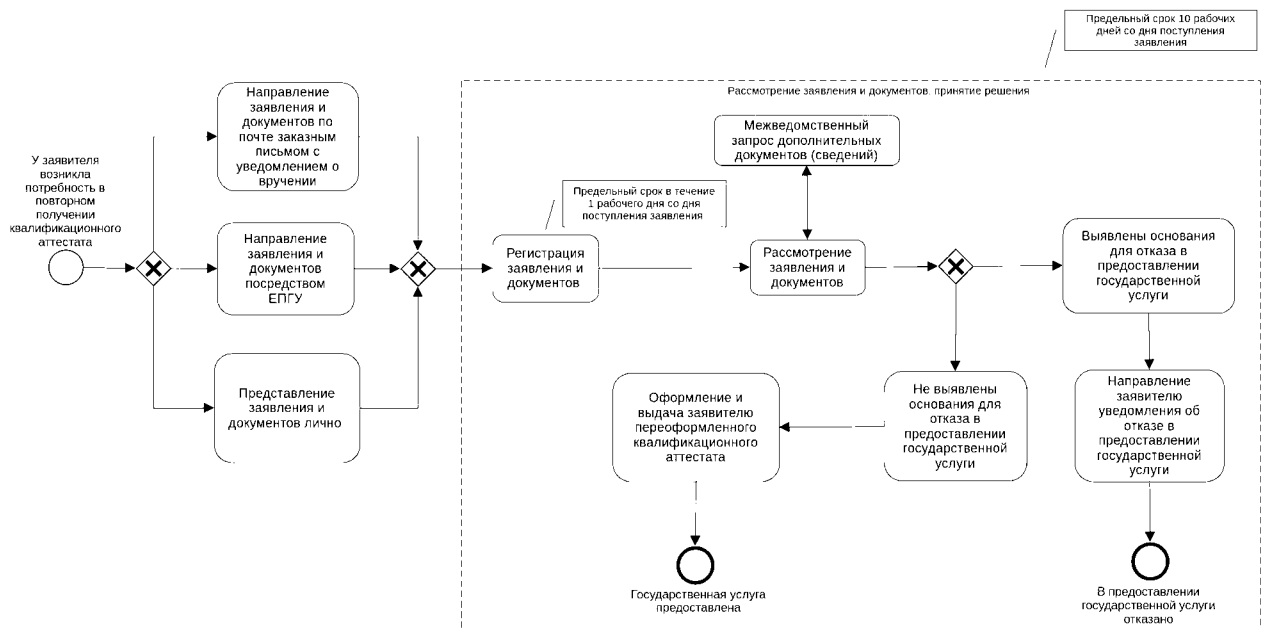 Предельный срок 10 рабочих
дней со дня поступления
заявления
Рассмотрение заявления и документов. принятие решения
У заявителя
возникла
потребность в
повторном
получении
квалификационного
аттестата
Направление
заявления и
документов по
почте заказным
письмом с
уведомлением о
вручении
Направление
заявления и
документов
посредством
ЕПГУ
Представление
заявления и
документов лично
Предельный срок в течение
1 рабочего дня со дня
поступления заявления
Регистрация
заявления и
документов
Межведомственный
запрос дополнительных
документов (сведений)
Рассмотрение
заявления и
документов
Выявлены основания
для отказа в
предоставлении
государственной
услуги
Оформление и
выдача заявителю
переоформленного
квалификационного
аттестата
Не выявлены
основания для
отказа в
предоставлении
государственной
услуги
Направление
заявителю
уведомления об
отказе в
предоставлении
государственной
услуги
Государственная услуга
предоставлена
В предоставлении
государственной услуги
отказано